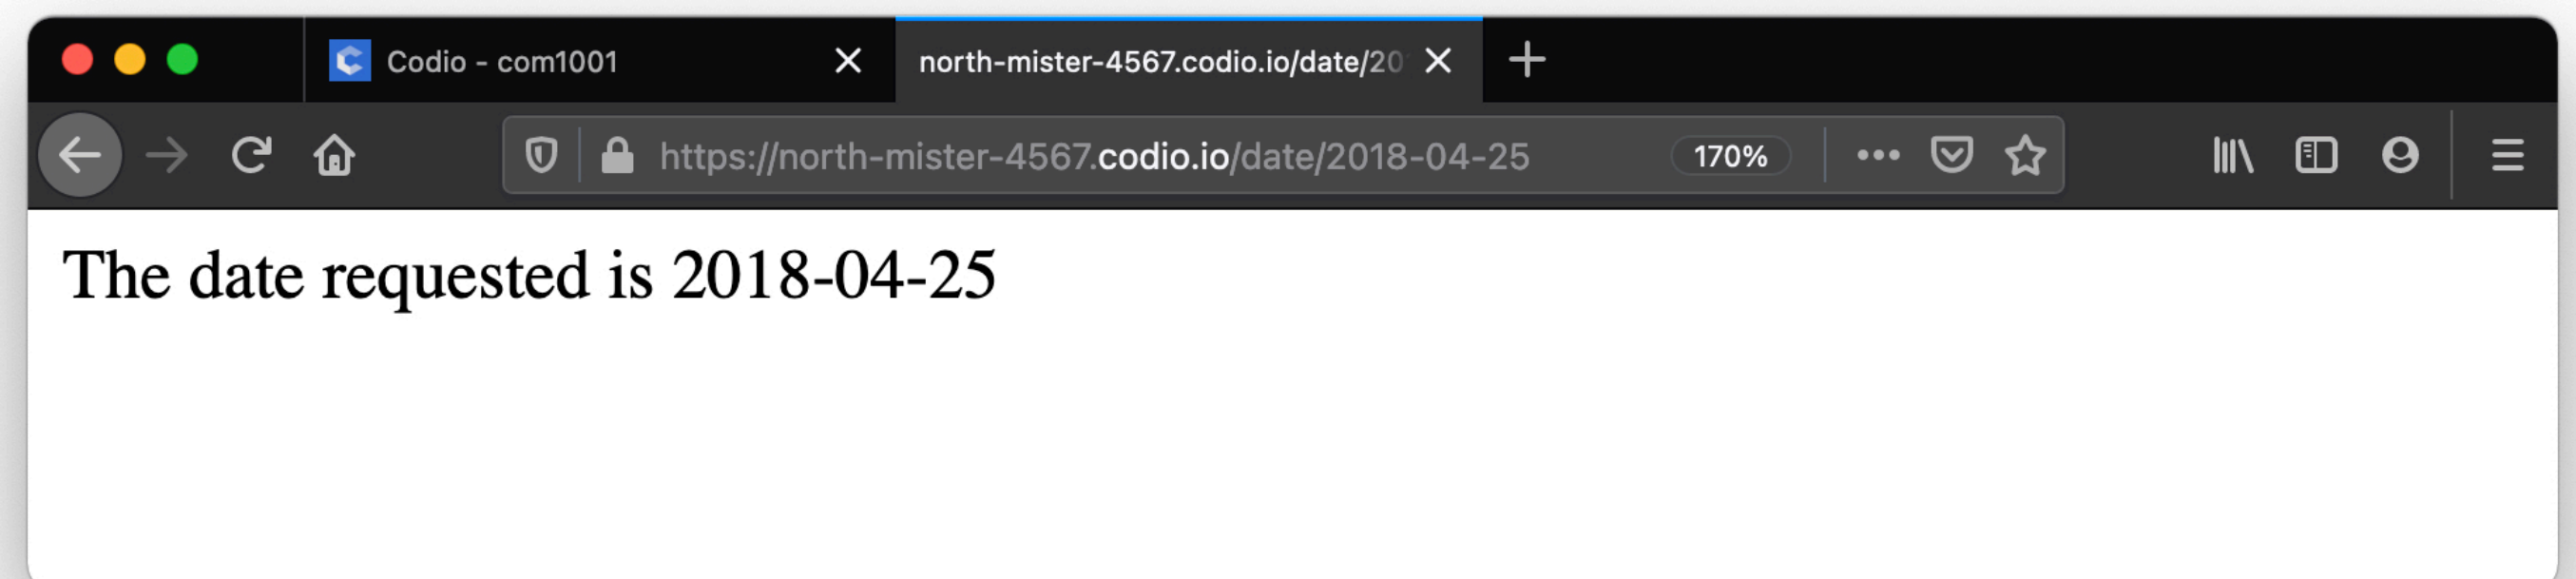 Codio - com1001
north-mister-4567.codio.io/date/20
https://north-mister-4567.codio.io/date/2018-04-25
170%
The date requested is 2018-04-25